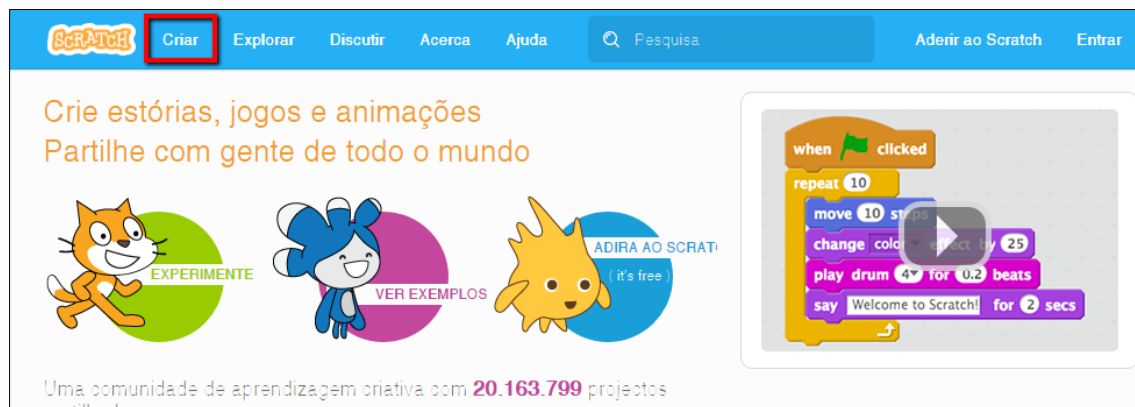 SCRATCH Criar Explorar Discutir Acerca Ajuda Pesquisa Aderir ao Scratch Entrar
Crie estórias, jogos e animações
Partilhe com gente de todo o mundo
EXPERIMENTE
VER EXEMPLOS
ADIRA AO SCRAT
( it's free )
when clicked
repeat 10
move 10 steps
change color effect by 25
play drum 4 for 0.2 beats
say Welcome to Scratch! for 2 secs
Uma comunidade de aprendizagem criativa com 20.163.799 projectos